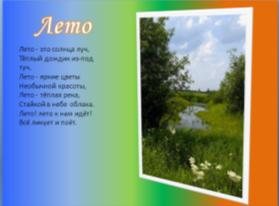 Лето
Лето - это солнца луч,
Тёплый дождик из-под
туч,
Лето - яркие цветы
Необычной красоты,
Лето - тёплая река,
Стайкой в небе облака.
Лето! лето к нам идёт!
Всё ликует и поёт.